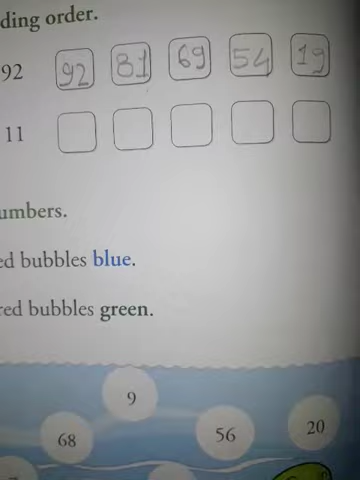 ding order.
92 92 81 69 54 19
11
umbers.
ed bubbles blue.
red bubbles green.
9
68 56 20